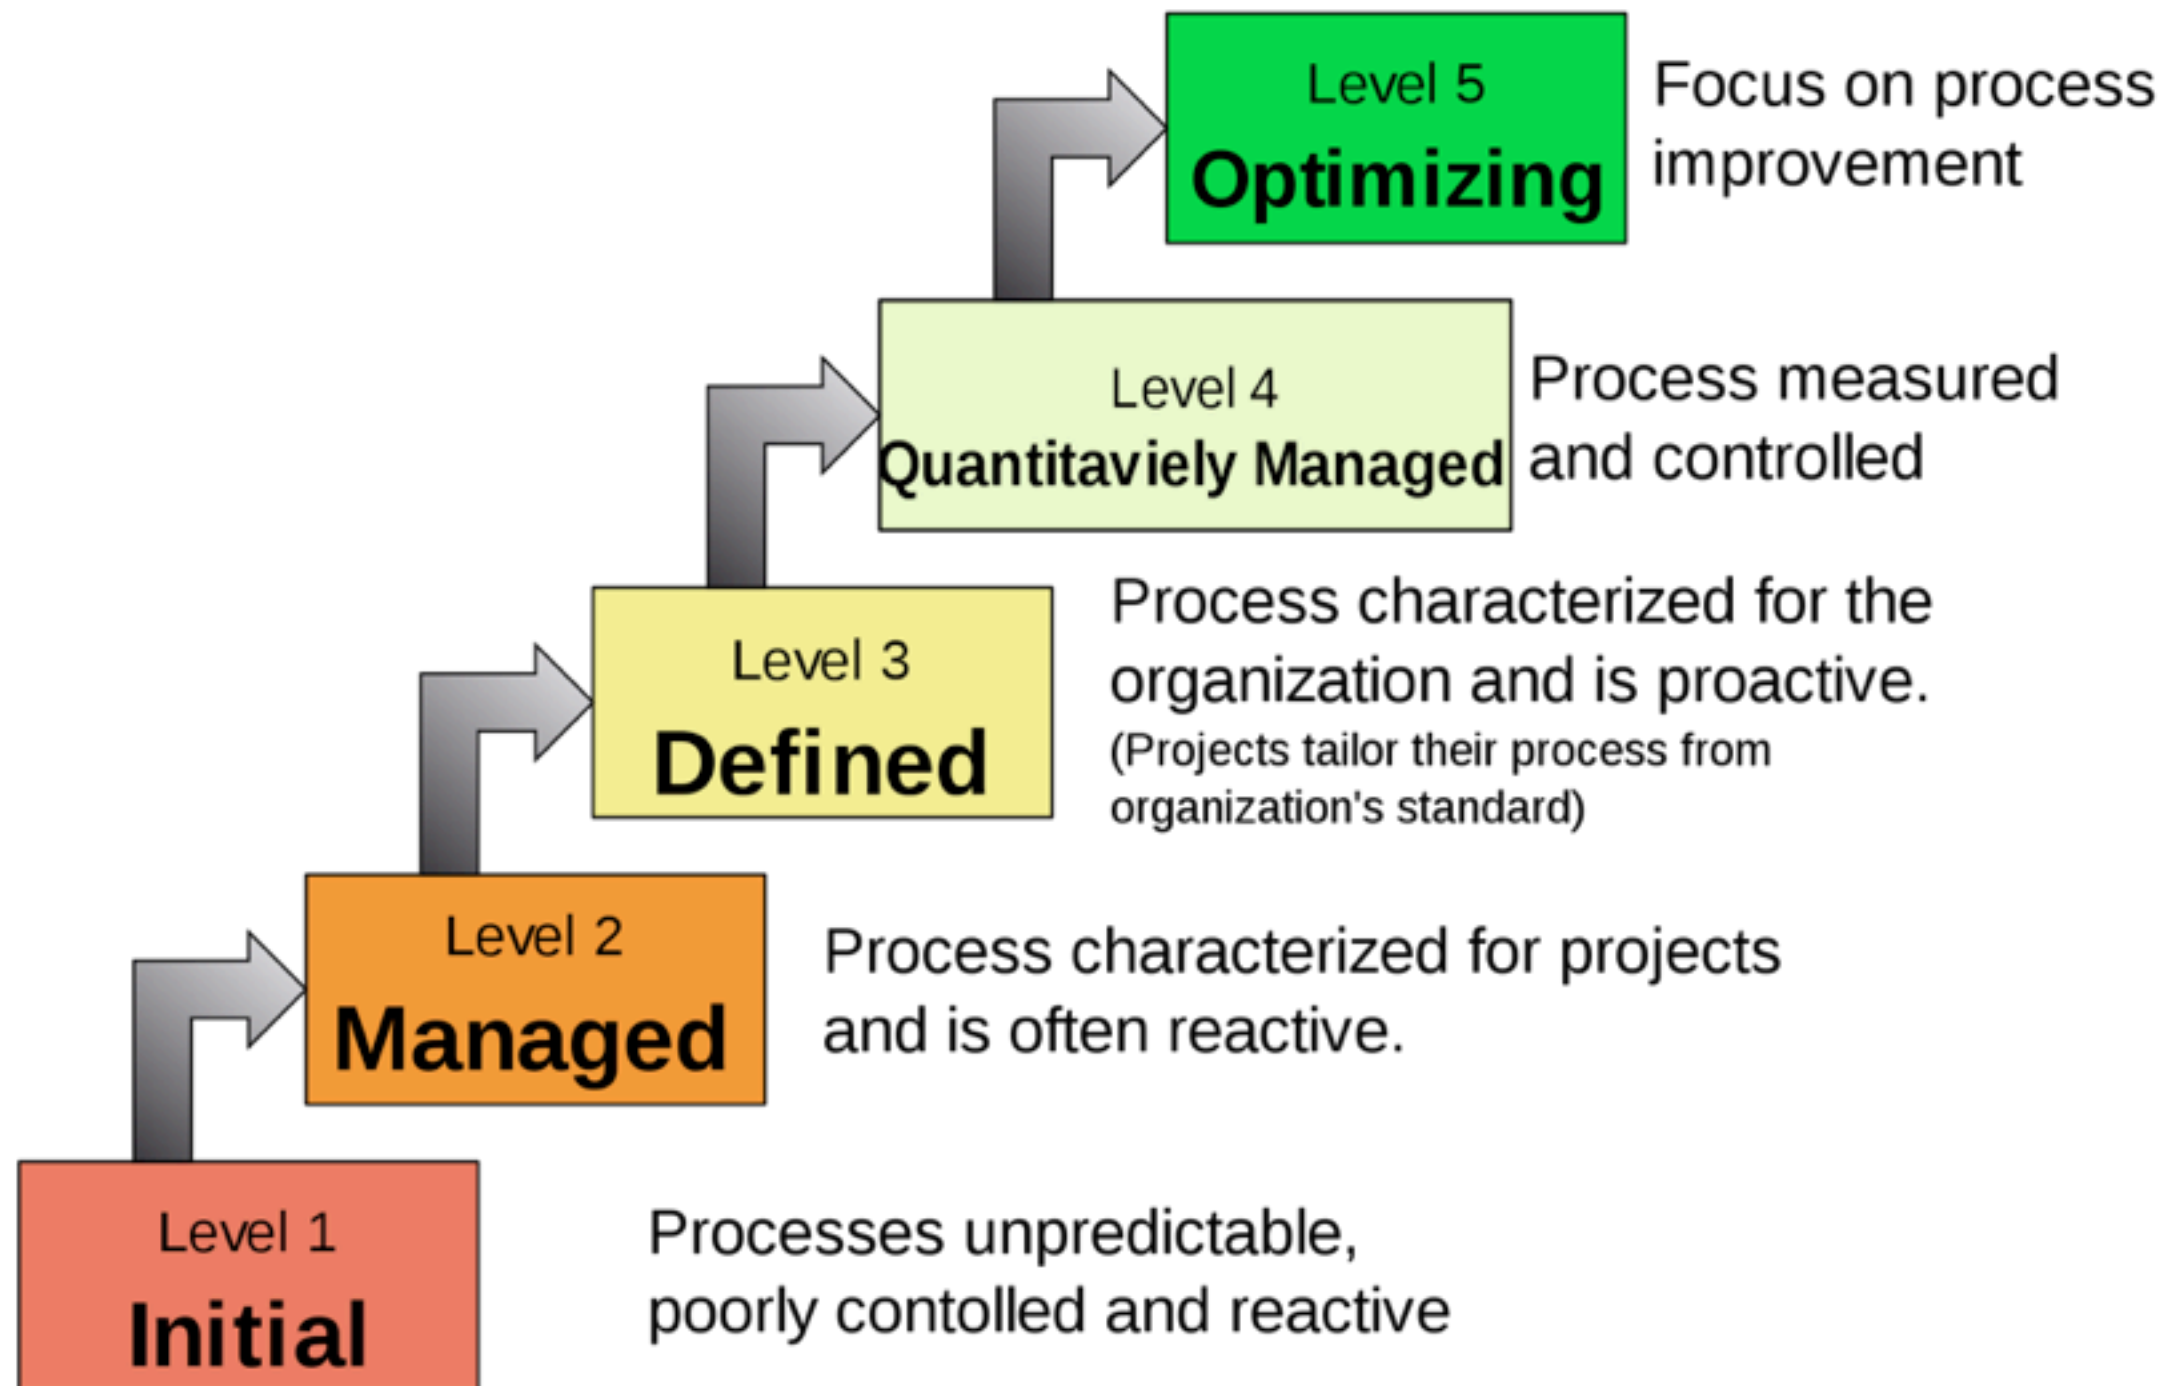 Level 5
Optimizing
Focus on process
improvement
Level 4
Quantitaviely Managed
Process measured
and controlled
Level 3
Defined
Process characterized for the
organization and is proactive.
(Projects tailor their process from
organization's standard)
Level 2
Managed
Process characterized for projects
and is often reactive.
Level 1
Initial
Processes unpredictable,
poorly contolled and reactive